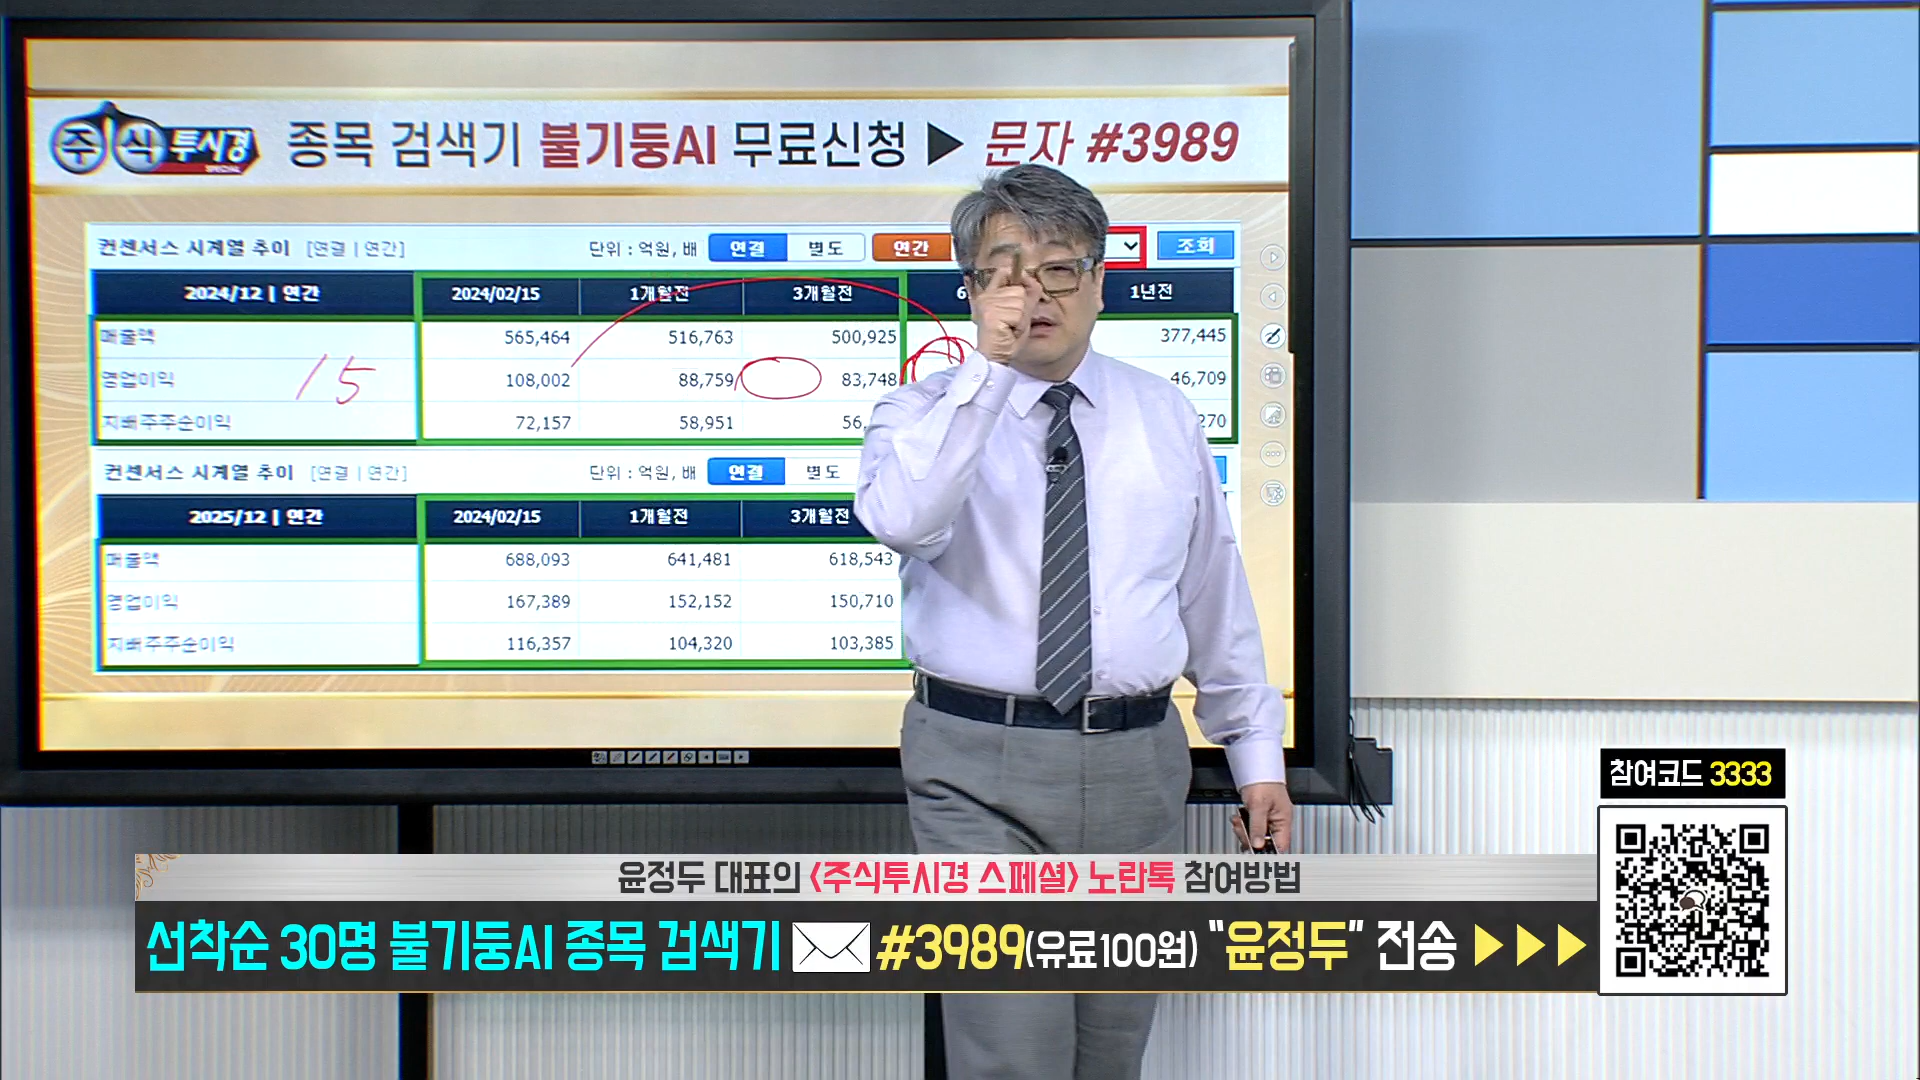 주식투시경 SPECIAL 종목 검색기 불기둥AI 무료신청 ▶ 문자 #3989
컨센서스 시계열 추이 [연결 | 연간] 단위 : 억원, 배 연결 별도 연간 조회
2024/12 | 연간 2024/02/15 1개월전 3개월전 6 1년전
매출액 565,464 516,763 500,925 377,445
영업이익 15 108,002 88,759 83,748 46,709
지배주주순이익 72,157 58,951 56, 270
컨센서스 시계열 추이 [연결 | 연간] 단위 : 억원, 배 연결 별도
2025/12 | 연간 2024/02/15 1개월전 3개월전
매출액 688,093 641,481 618,543
영업이익 167,389 152,152 150,710
지배주주순이익 116,357 104,320 103,385
참여코드 3333
윤정두 대표의 <주식투시경 스페셜> 노란톡 참여방법
선착순 30명 불기둥AI 종목 검색기 #3989(유료100원) "윤정두" 전송 ▶▶▶